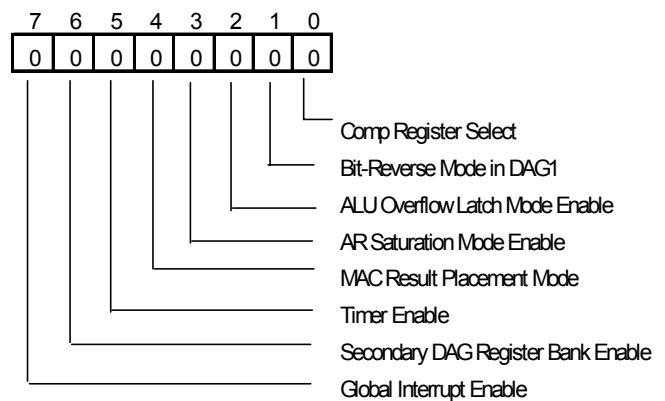 7 6 5 4 3 2 1 0
0 0 0 0 0 0 0 0
Comp Register Select
Bit-Reverse Mode in DAG1
ALU Overflow Latch Mode Enable
AR Saturation Mode Enable
MAC Result Placement Mode
Timer Enable
Secondary DAG Register Bank Enable
Global Interrupt Enable